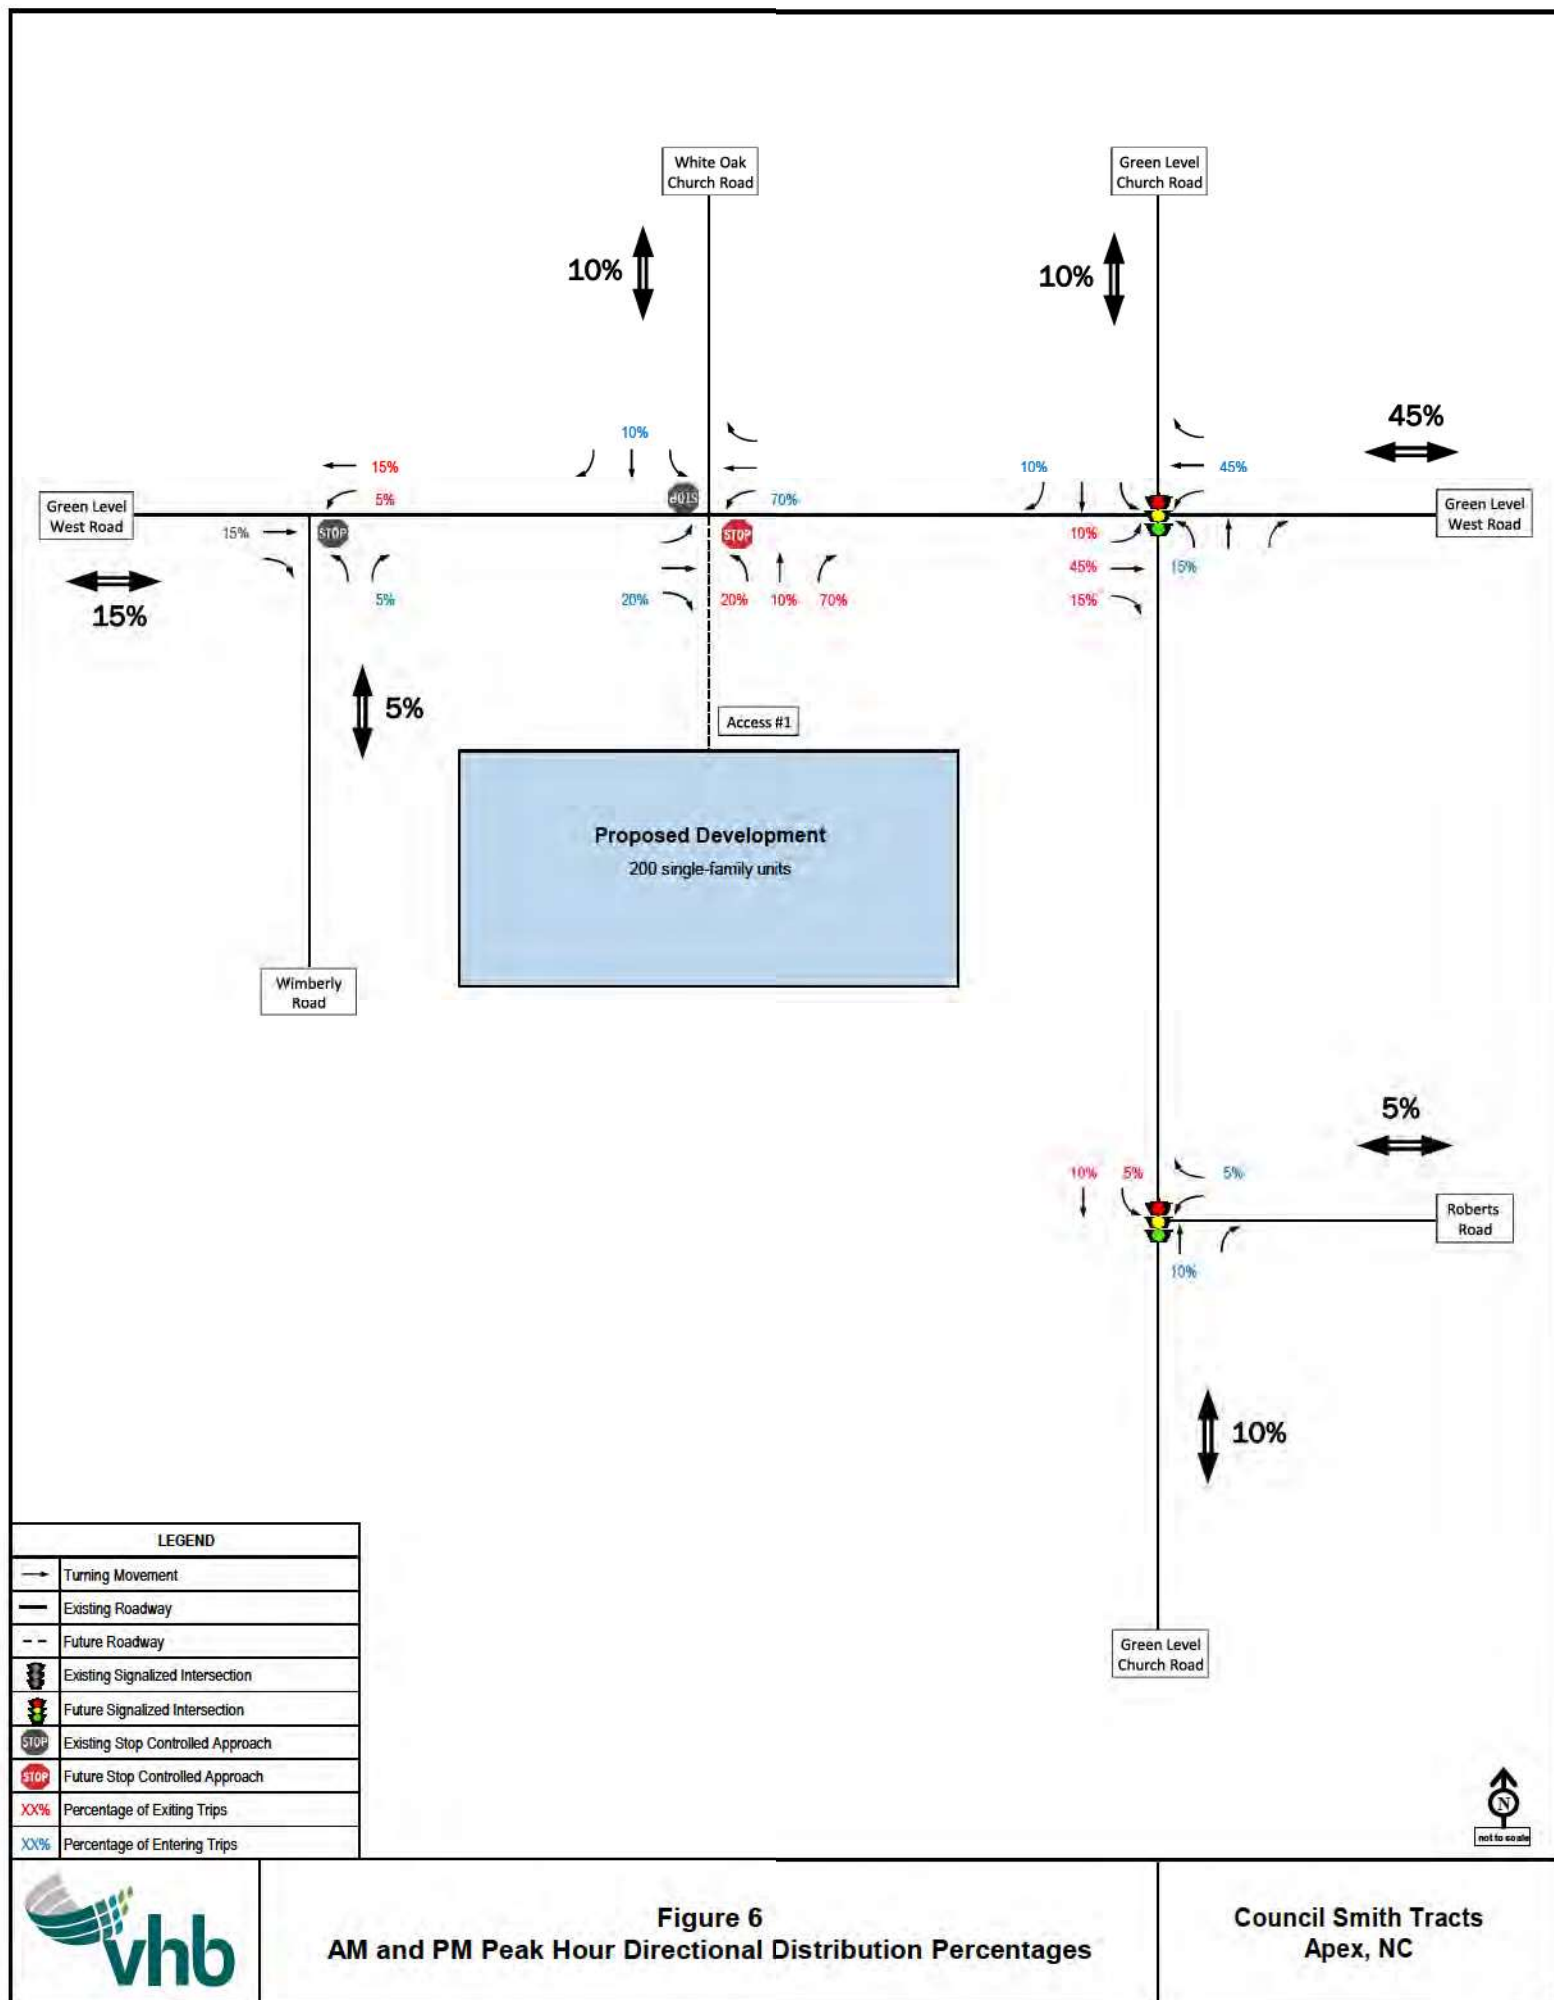 White Oak
Church Road
Green Level
Church Road
10%
10%
45%
10%
15%
10%
45%
5%
70%
Green Level
West Road
STOP
Green Level
West Road
15%
STOP
STOP
10%
45%
15%
5%
20%
20%
10%
70%
15%
15%
5%
Access #1
Proposed Development
200 single-family units
Wimberly
Road
5%
10%
5%
5%
Roberts
Road
10%
10%
Green Level
Church Road
LEGEND
Turning Movement
Existing Roadway
Future Roadway
Existing Signalized Intersection
Future Signalized Intersection
STOP Existing Stop Controlled Approach
STOP Future Stop Controlled Approach
XX% Percentage of Exiting Trips
XX% Percentage of Entering Trips
N
not to scale
vhb
Figure 6
AM and PM Peak Hour Directional Distribution Percentages
Council Smith Tracts
Apex, NC